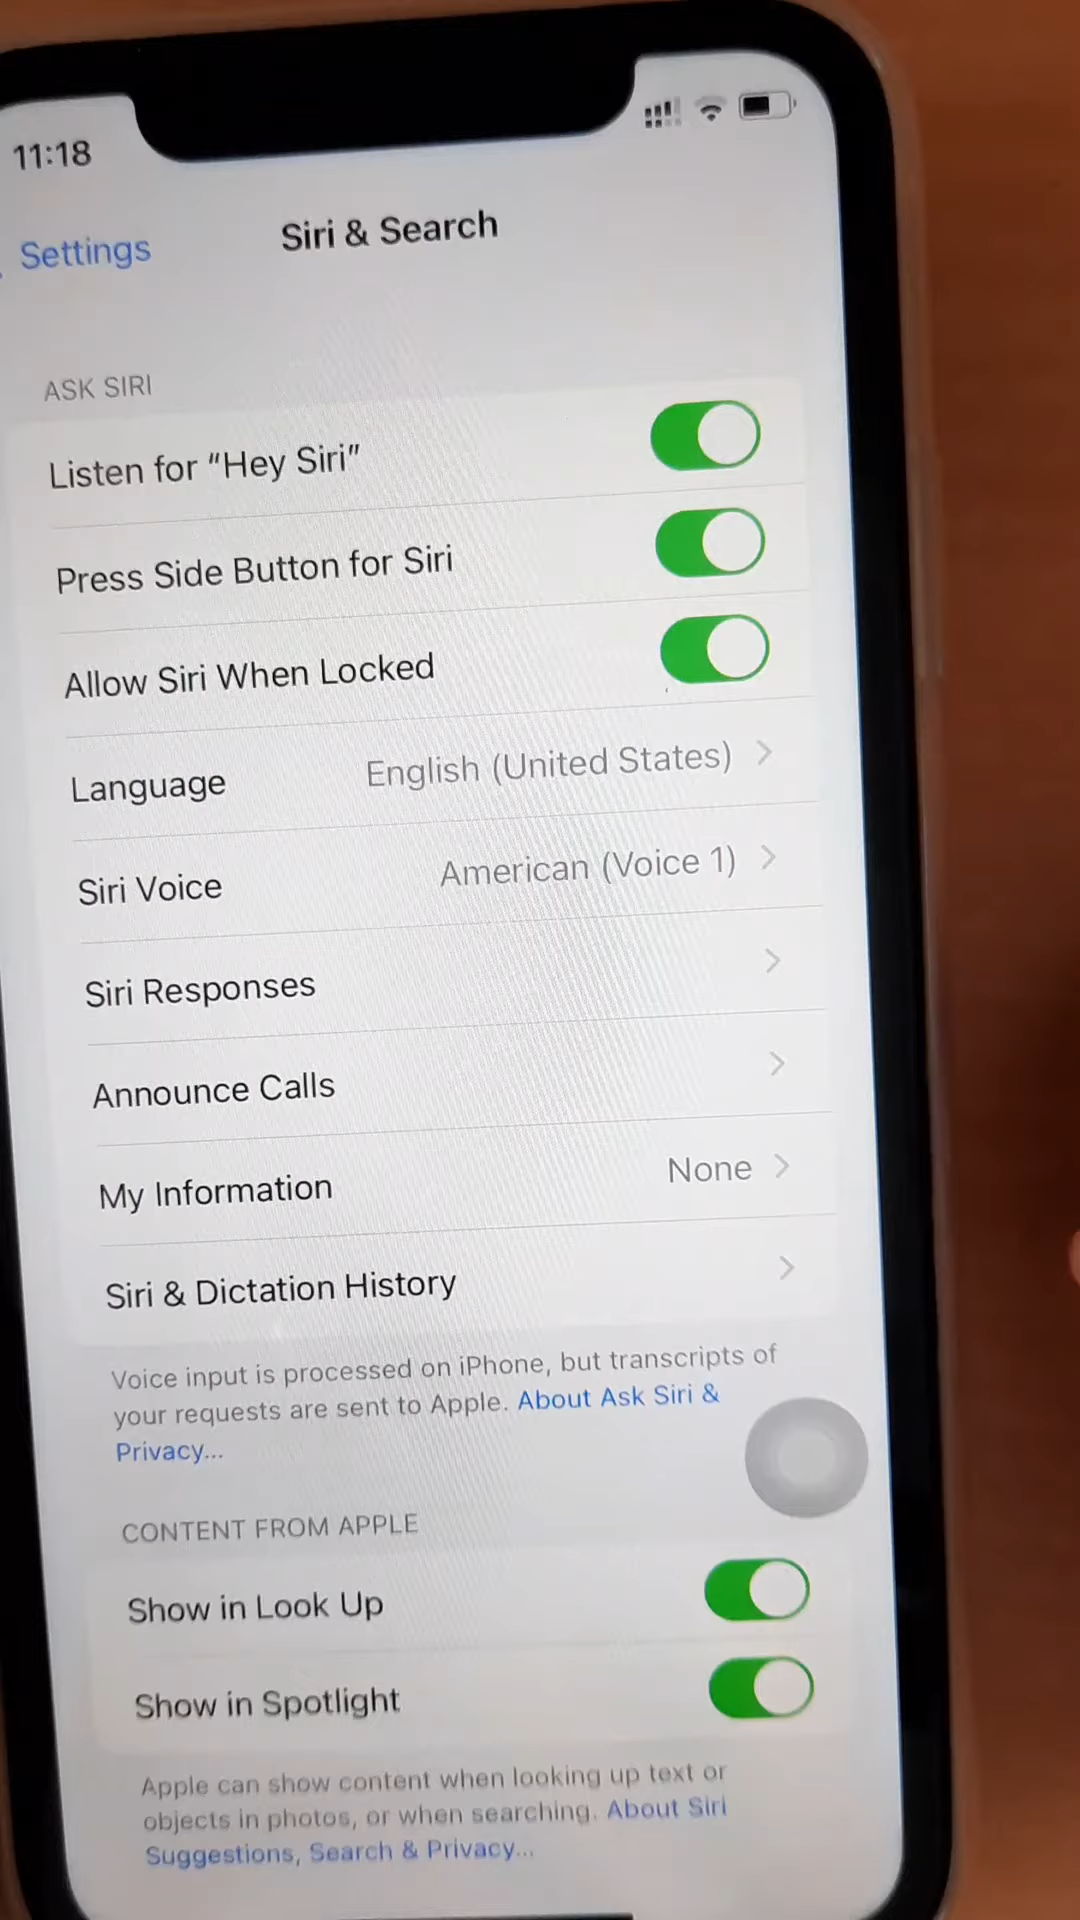 11:18
Settings
Siri & Search
ASK SIRI
Listen for “Hey Siri”
Press Side Button for Siri
Allow Siri When Locked
Language English (United States)
Siri Voice American (Voice 1)
Siri Responses
Announce Calls
My Information None
Siri & Dictation History
Voice input is processed on iPhone, but transcripts of
your requests are sent to Apple. About Ask Siri &
Privacy...
CONTENT FROM APPLE
Show in Look Up
Show in Spotlight
Apple can show content when looking up text or
objects in photos, or when searching. About Siri
Suggestions, Search & Privacy...